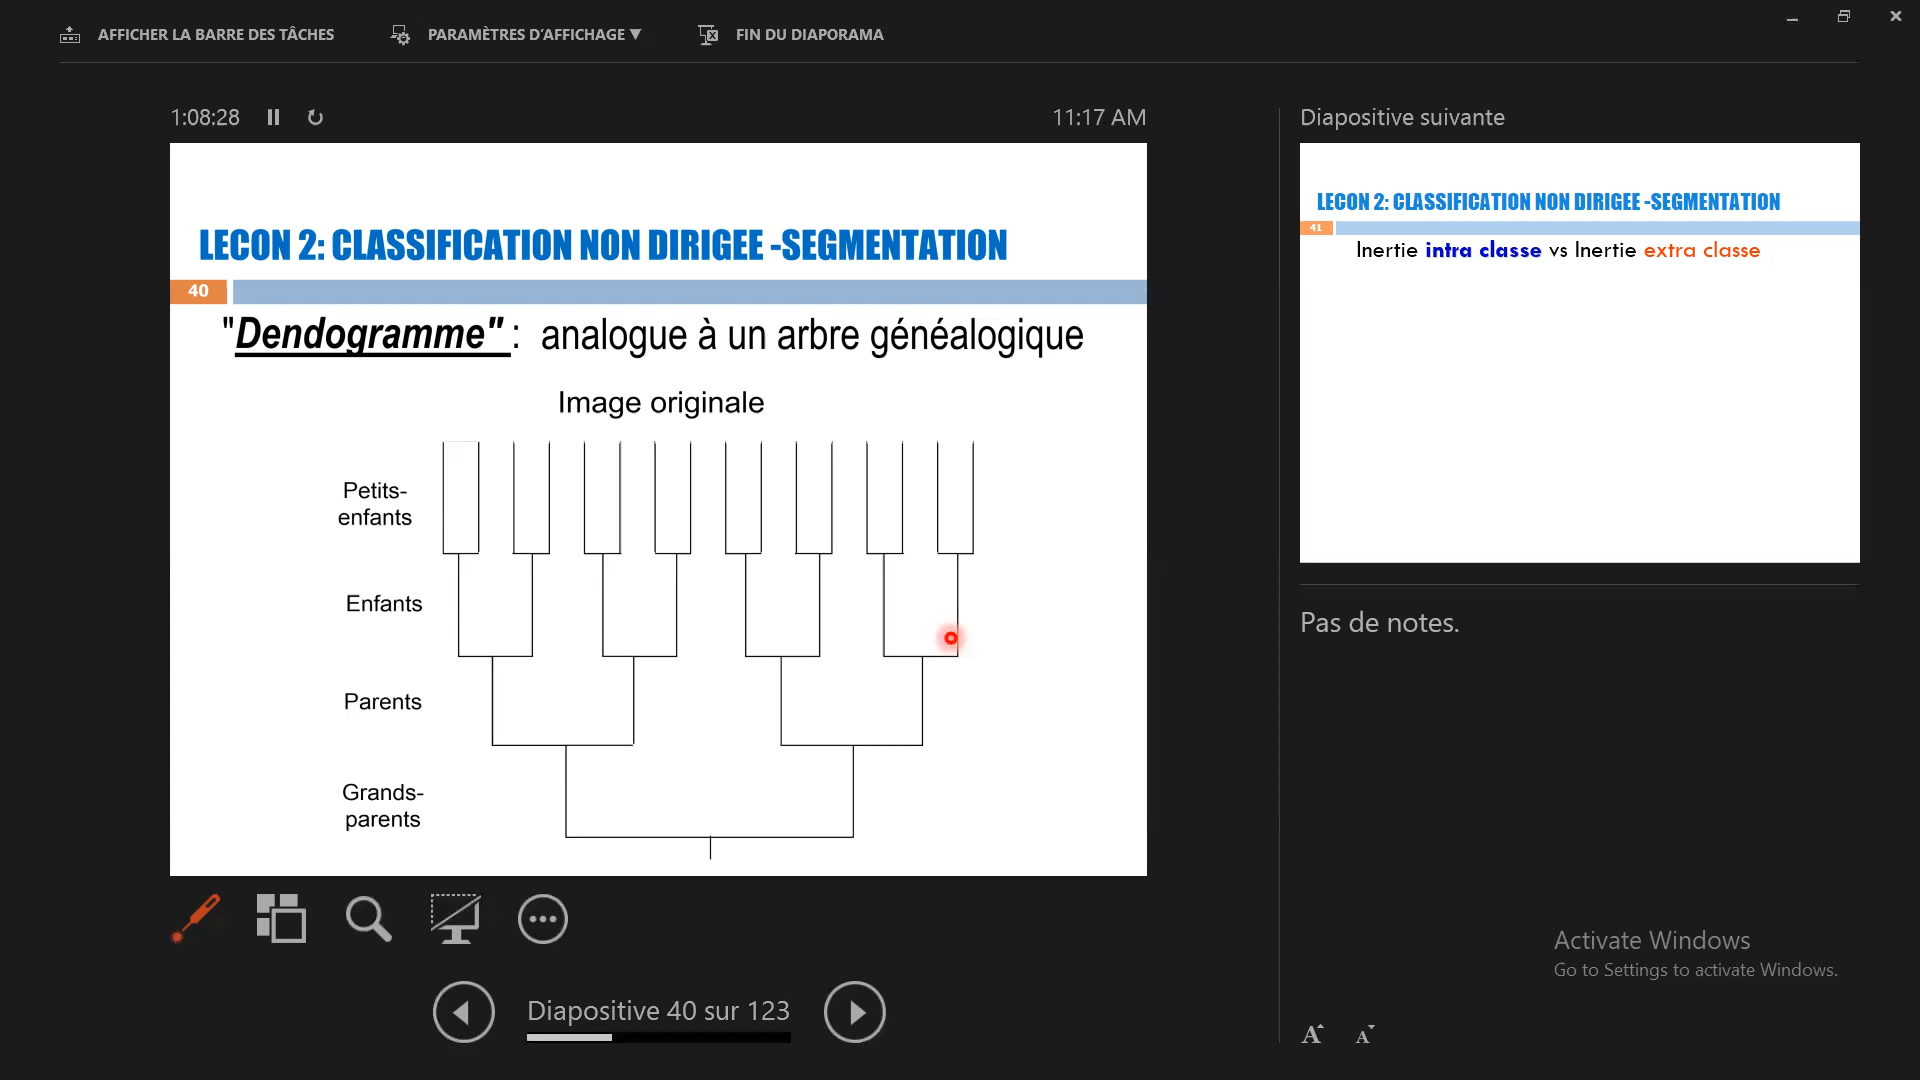 AFFICHER LA BARRE DES TÂCHES
PARAMÈTRES D'AFFICHAGE ▼
FIN DU DIAPORAMA
1:08:28
11:17 AM
LECON 2: CLASSIFICATION NON DIRIGEE -SEGMENTATION
40
"Dendogramme" : analogue à un arbre généalogique
Image originale
Petits-
enfants
Enfants
Parents
Grands-
parents
Diapositive 40 sur 123
Diapositive suivante
LECON 2: CLASSIFICATION NON DIRIGEE -SEGMENTATION
41
Inertie intra classe vs Inertie extra classe
Pas de notes.
Activate Windows
Go to Settings to activate Windows.
A A